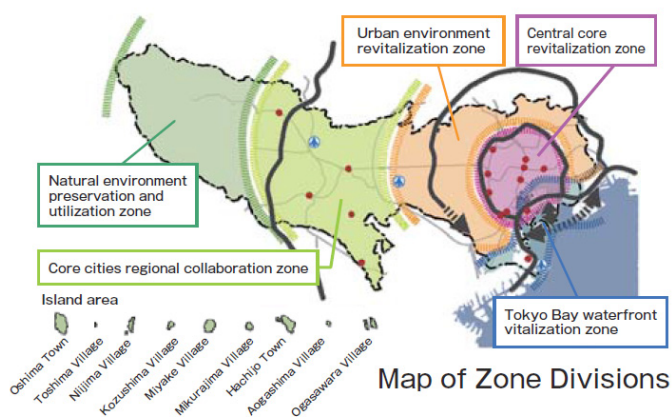 Urban environment
revitalization zone
Central core
revitalization zone
Natural environment
preservation and
utilization zone
Core cities regional collaboration zone
Tokyo Bay waterfront
vitalization zone
Island area
Oshima Town
Toshima Village
Niijima Village
Kozushima Village
Miyake Village
Mikurajima Village
Hachijo Town
Aogashima Village
Ogasawara Village
Map of Zone Divisions